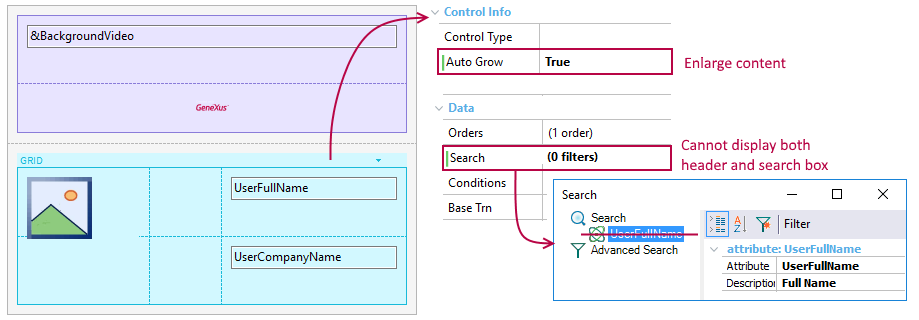 &BackgroundVideo
GeneXus
GRID
UserFullName
UserCompanyName
Control Info
Control Type
Auto Grow True
Enlarge content
Data
Orders (1 order)
Search (0 filters)
Conditions
Base Trn
Cannot display both
header and search box
Search
Search
UserFullName
Advanced Search
Filter
attribute: UserFullName
Attribute UserFullName
Description Full Name